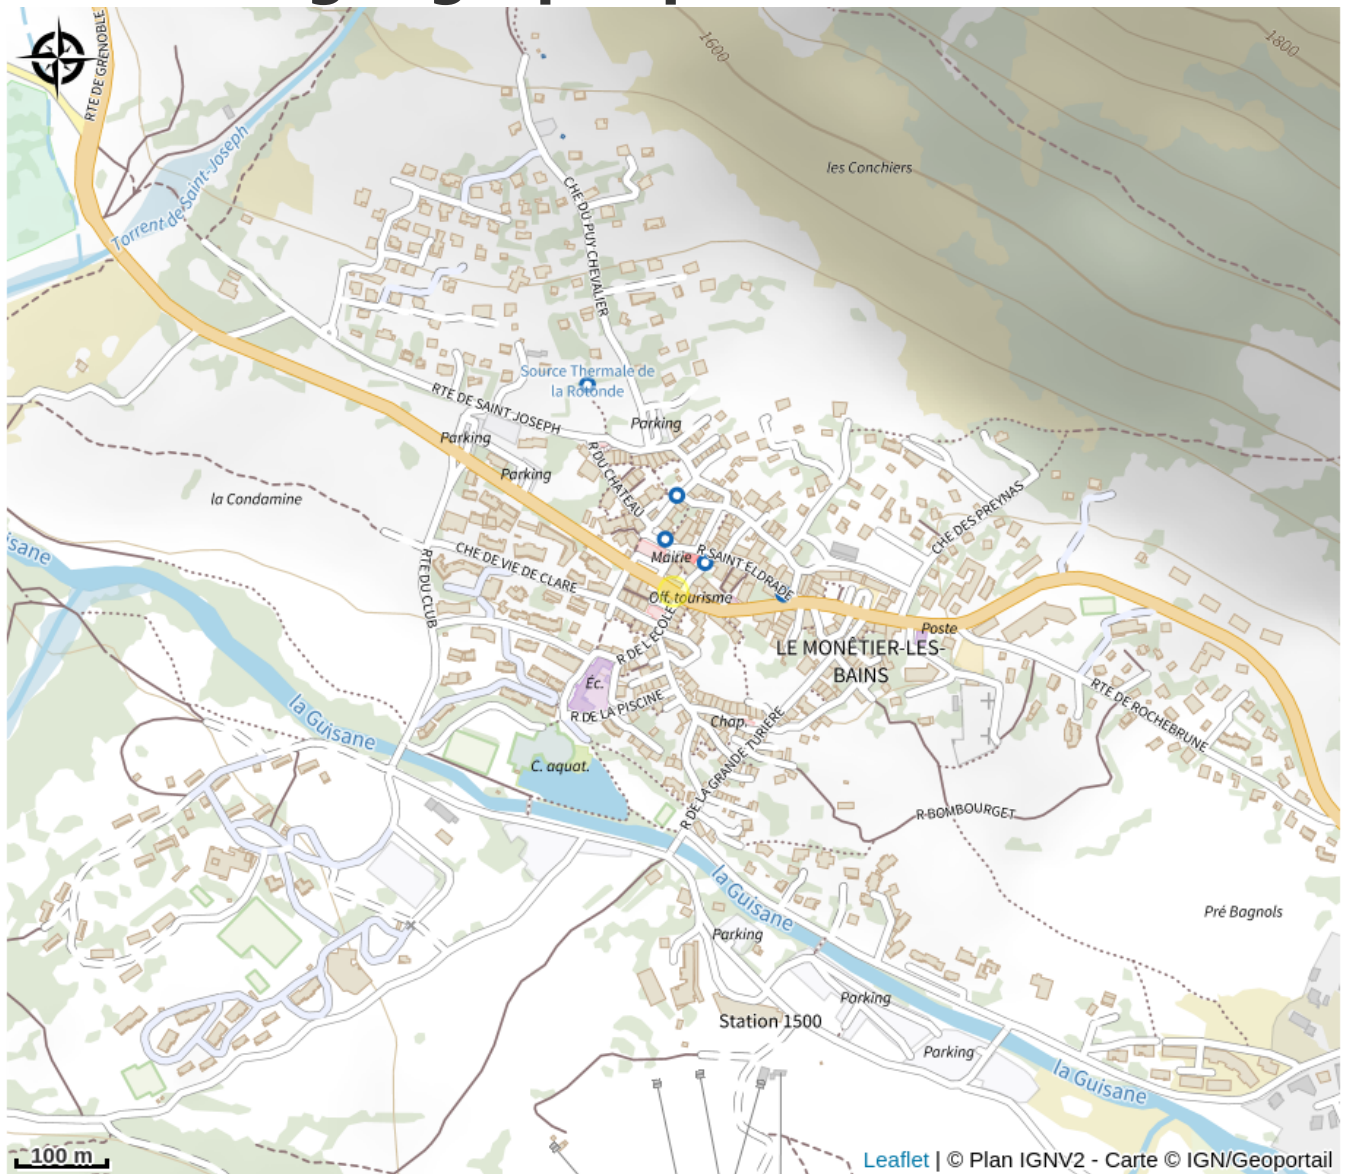 RTE DE GRENOBLE
1600
1800
Torrent de Saint-Joseph
les Conchiers
CHE DU PUY CHEVALIER
Source Thermale de
la Rotonde
RTE DE SAINT-JOSEPH
Parking
Parking
Parking
R DU CHATEAU
la Condamine
CHE DES PREYNAS
Mairie
R SAINT ELDRADE
CHE DE VIE DE CLARE
RTE DU CLUB
Off. tourisme
R DE L'ECOLE
Poste
LE MONÊTIER-LES-
BAINS
Éc.
R DE LA PISCINE
Chap.
RTE DE ROCHEBRUNE
la Guisane
C. aquat.
R DE LA GRANDE TURIERE
R BOMBOURGET
la Guisane
Pré Bagnols
Parking
Parking
Station 1500
Parking
la Guisane
100 m
Leaflet | © Plan IGNV2 - Carte © IGN/Geoportail